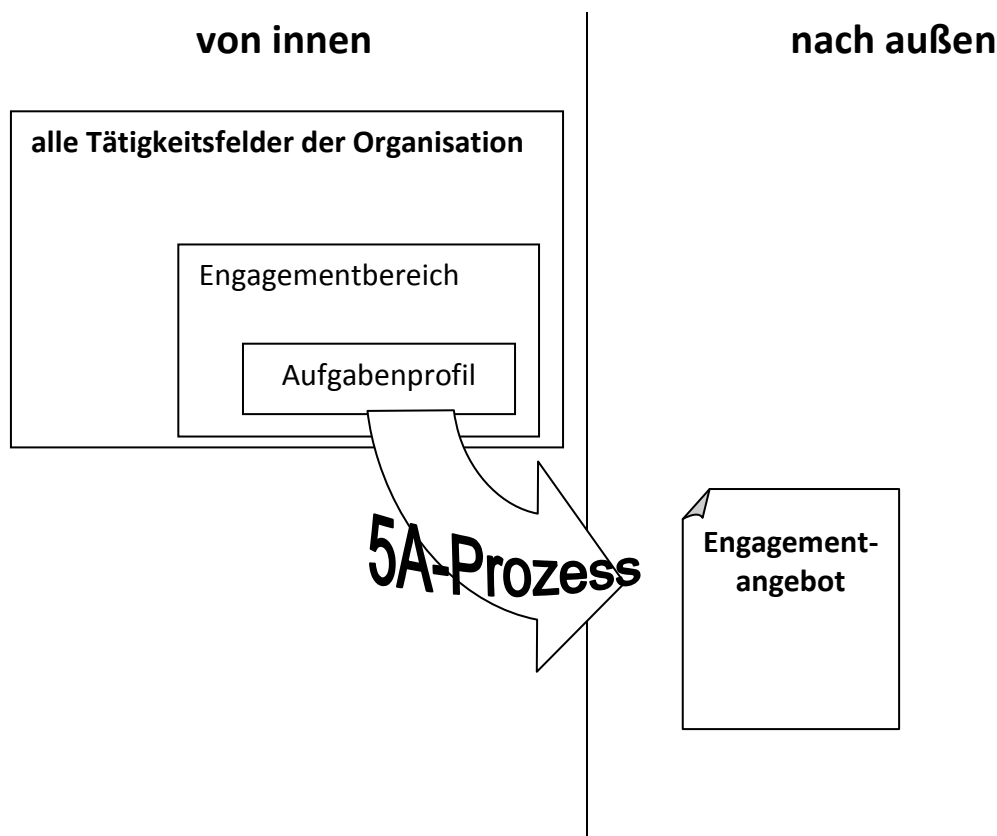 von innen
nach außen
alle Tätigkeitsfelder der Organisation
Engagementbereich
Aufgabenprofil
5A-Prozess
Engagement-
angebot